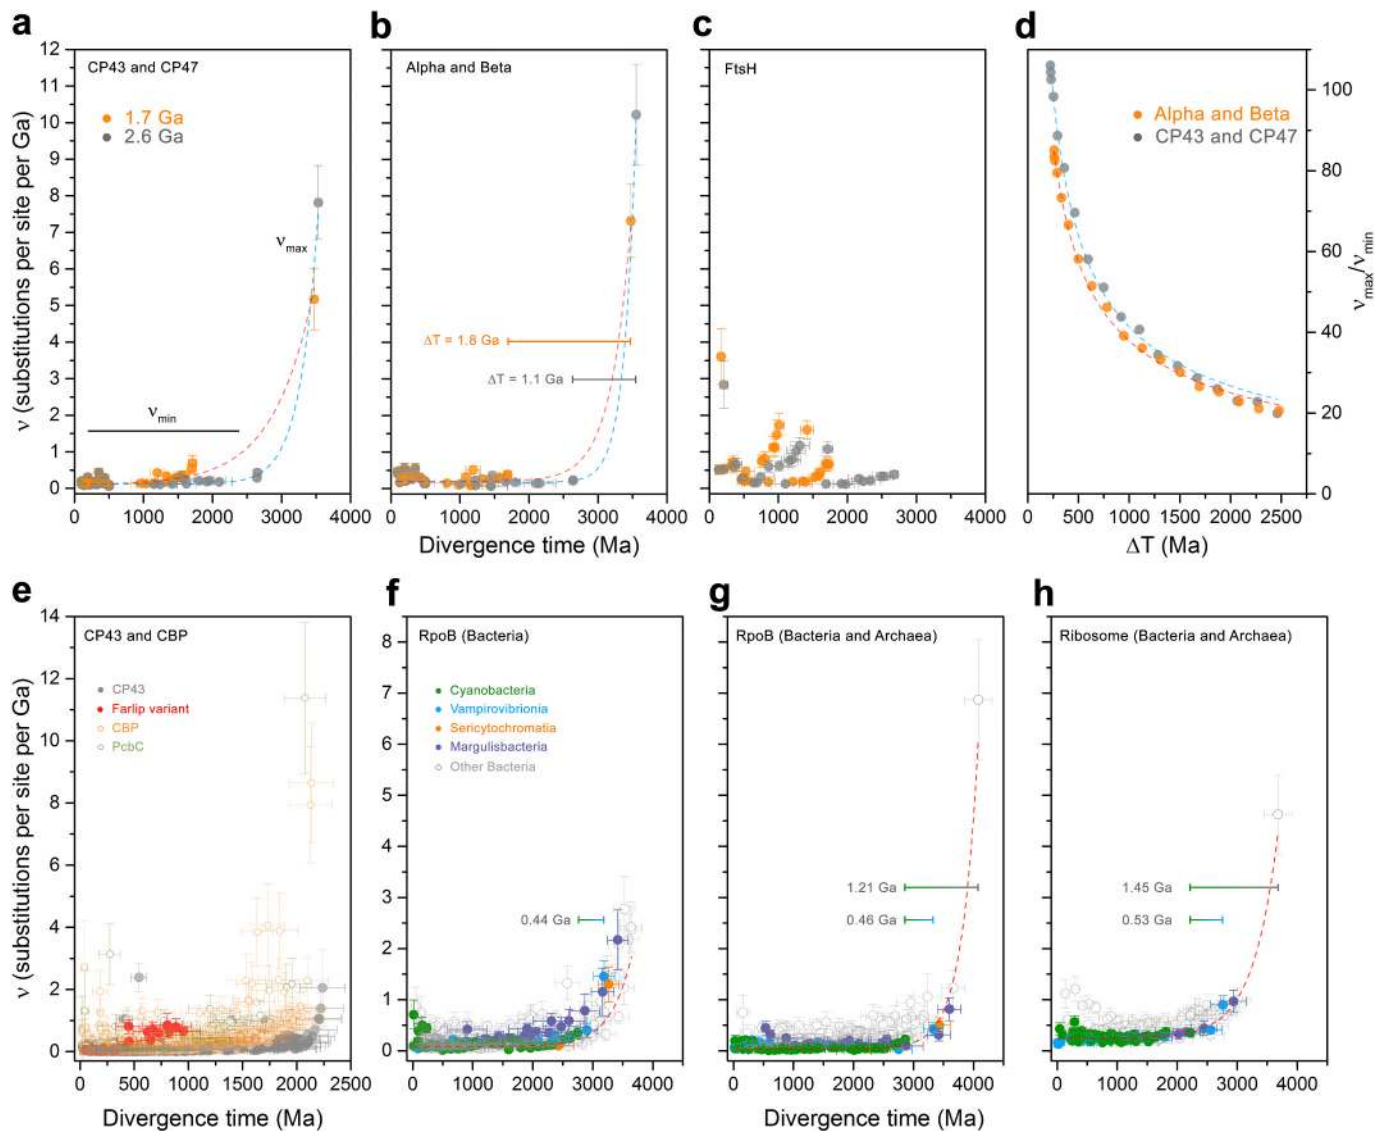 a
b
c
d
ν (substitutions per site per Ga)
12
11
10
9
8
7
6
5
4
3
2
1
0
CP43 and CP47
1.7 Ga
2.6 Ga
νmax
νmin
0
1000
2000
3000
4000
Alpha and Beta
ΔT = 1.8 Ga
ΔT = 1.1 Ga
1000
2000
3000
4000
Divergence time (Ma)
FtsH
0
1000
2000
3000
4000
Alpha and Beta
CP43 and CP47
100
80
60
40
20
0
νmax/νmin
500
1000
1500
2000
2500
ΔT (Ma)
e
f
g
h
ν (substitutions per site per Ga)
14
12
10
8
6
4
2
0
CP43 and CBP
CP43
Farlip variant
CBP
PcbC
0
500
1000
1500
2000
2500
Divergence time (Ma)
8
7
6
5
4
3
2
1
0
RpoB (Bacteria)
Cyanobacteria
Vampirovibrionia
Sericytochromatia
Margulisbacteria
Other Bacteria
0.44 Ga
0
1000
2000
3000
4000
RpoB (Bacteria and Archaea)
1.21 Ga
0.46 Ga
0
1000
2000
3000
4000
Divergence time (Ma)
Ribosome (Bacteria and Archaea)
1.45 Ga
0.53 Ga
0
1000
2000
3000
4000